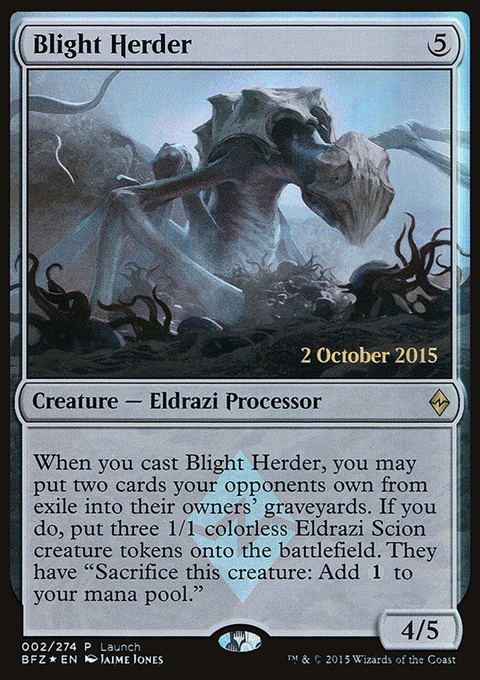 Blight Herder 5
2 October 2015
Creature — Eldrazi Processor
When you cast Blight Herder, you may
put two cards your opponents own from
exile into their owners' graveyards. If you
do, put three 1/1 colorless Eldrazi Scion
creature tokens onto the battlefield. They
have “Sacrifice this creature: Add 1 to
your mana pool.”
4/5
002/274 P Launch
BFZ ★ EN Jaime Jones
™ & © 2015 Wizards of the Coast